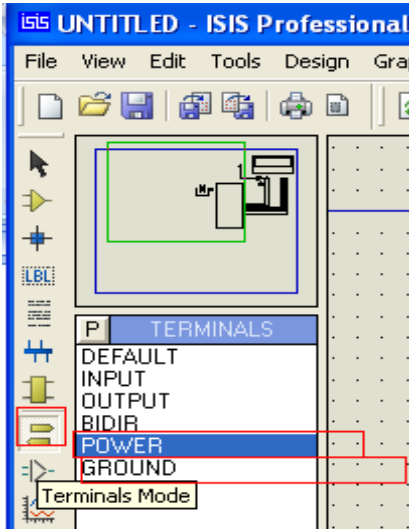 isis UNTITLED - ISIS Professional
File View Edit Tools Design Gra
LBL
P TERMINALS
DEFAULT
INPUT
OUTPUT
BIDIR
POWER
GROUND
Terminals Mode